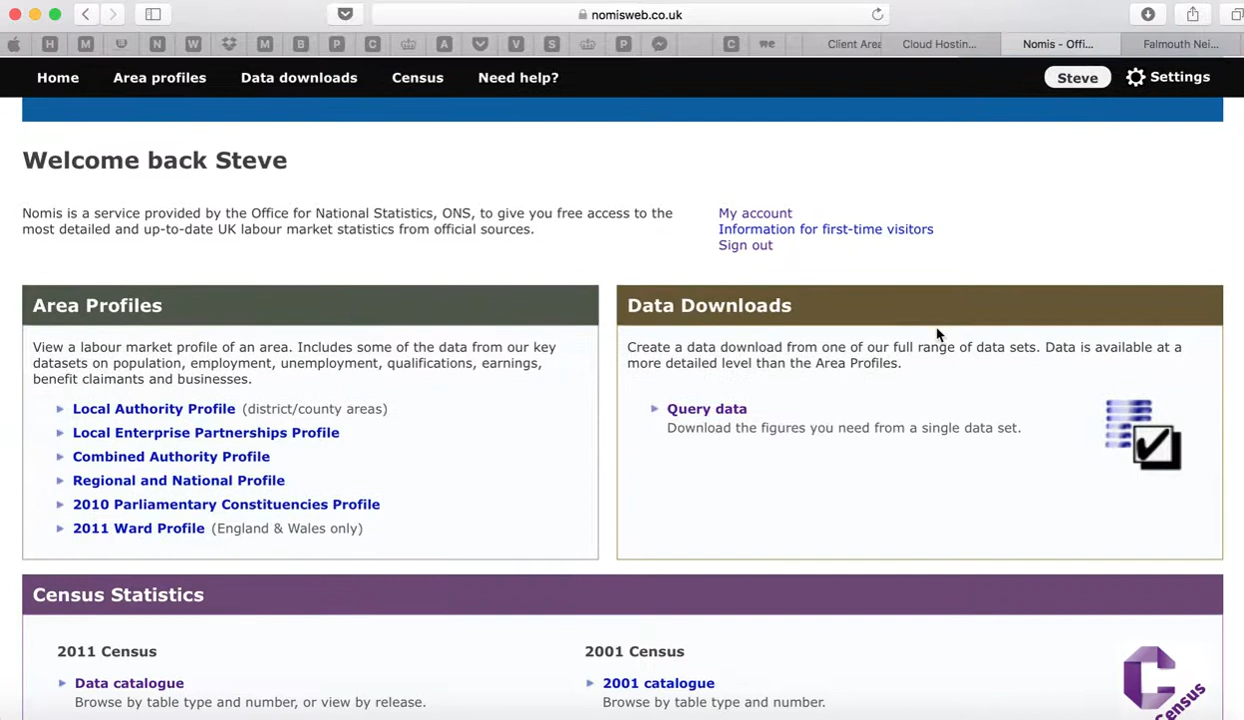 nomisweb.co.uk
H M N W M B P C A V S P C me Client Area Cloud Hostin... Nomis - Offi... Falmouth Nei...
Home Area profiles Data downloads Census Need help? Steve Settings
Welcome back Steve
Nomis is a service provided by the Office for National Statistics, ONS, to give you free access to the
most detailed and up-to-date UK labour market statistics from official sources.
My account
Information for first-time visitors
Sign out
Area Profiles
View a labour market profile of an area. Includes some of the data from our key
datasets on population, employment, unemployment, qualifications, earnings,
benefit claimants and businesses.
Local Authority Profile (district/county areas)
Local Enterprise Partnerships Profile
Combined Authority Profile
Regional and National Profile
2010 Parliamentary Constituencies Profile
2011 Ward Profile (England & Wales only)
Data Downloads
Create a data download from one of our full range of data sets. Data is available at a
more detailed level than the Area Profiles.
Query data
Download the figures you need from a single data set.
Census Statistics
2011 Census
Data catalogue
Browse by table type and number, or view by release.
2001 Census
2001 catalogue
Browse by table type and number.
Census